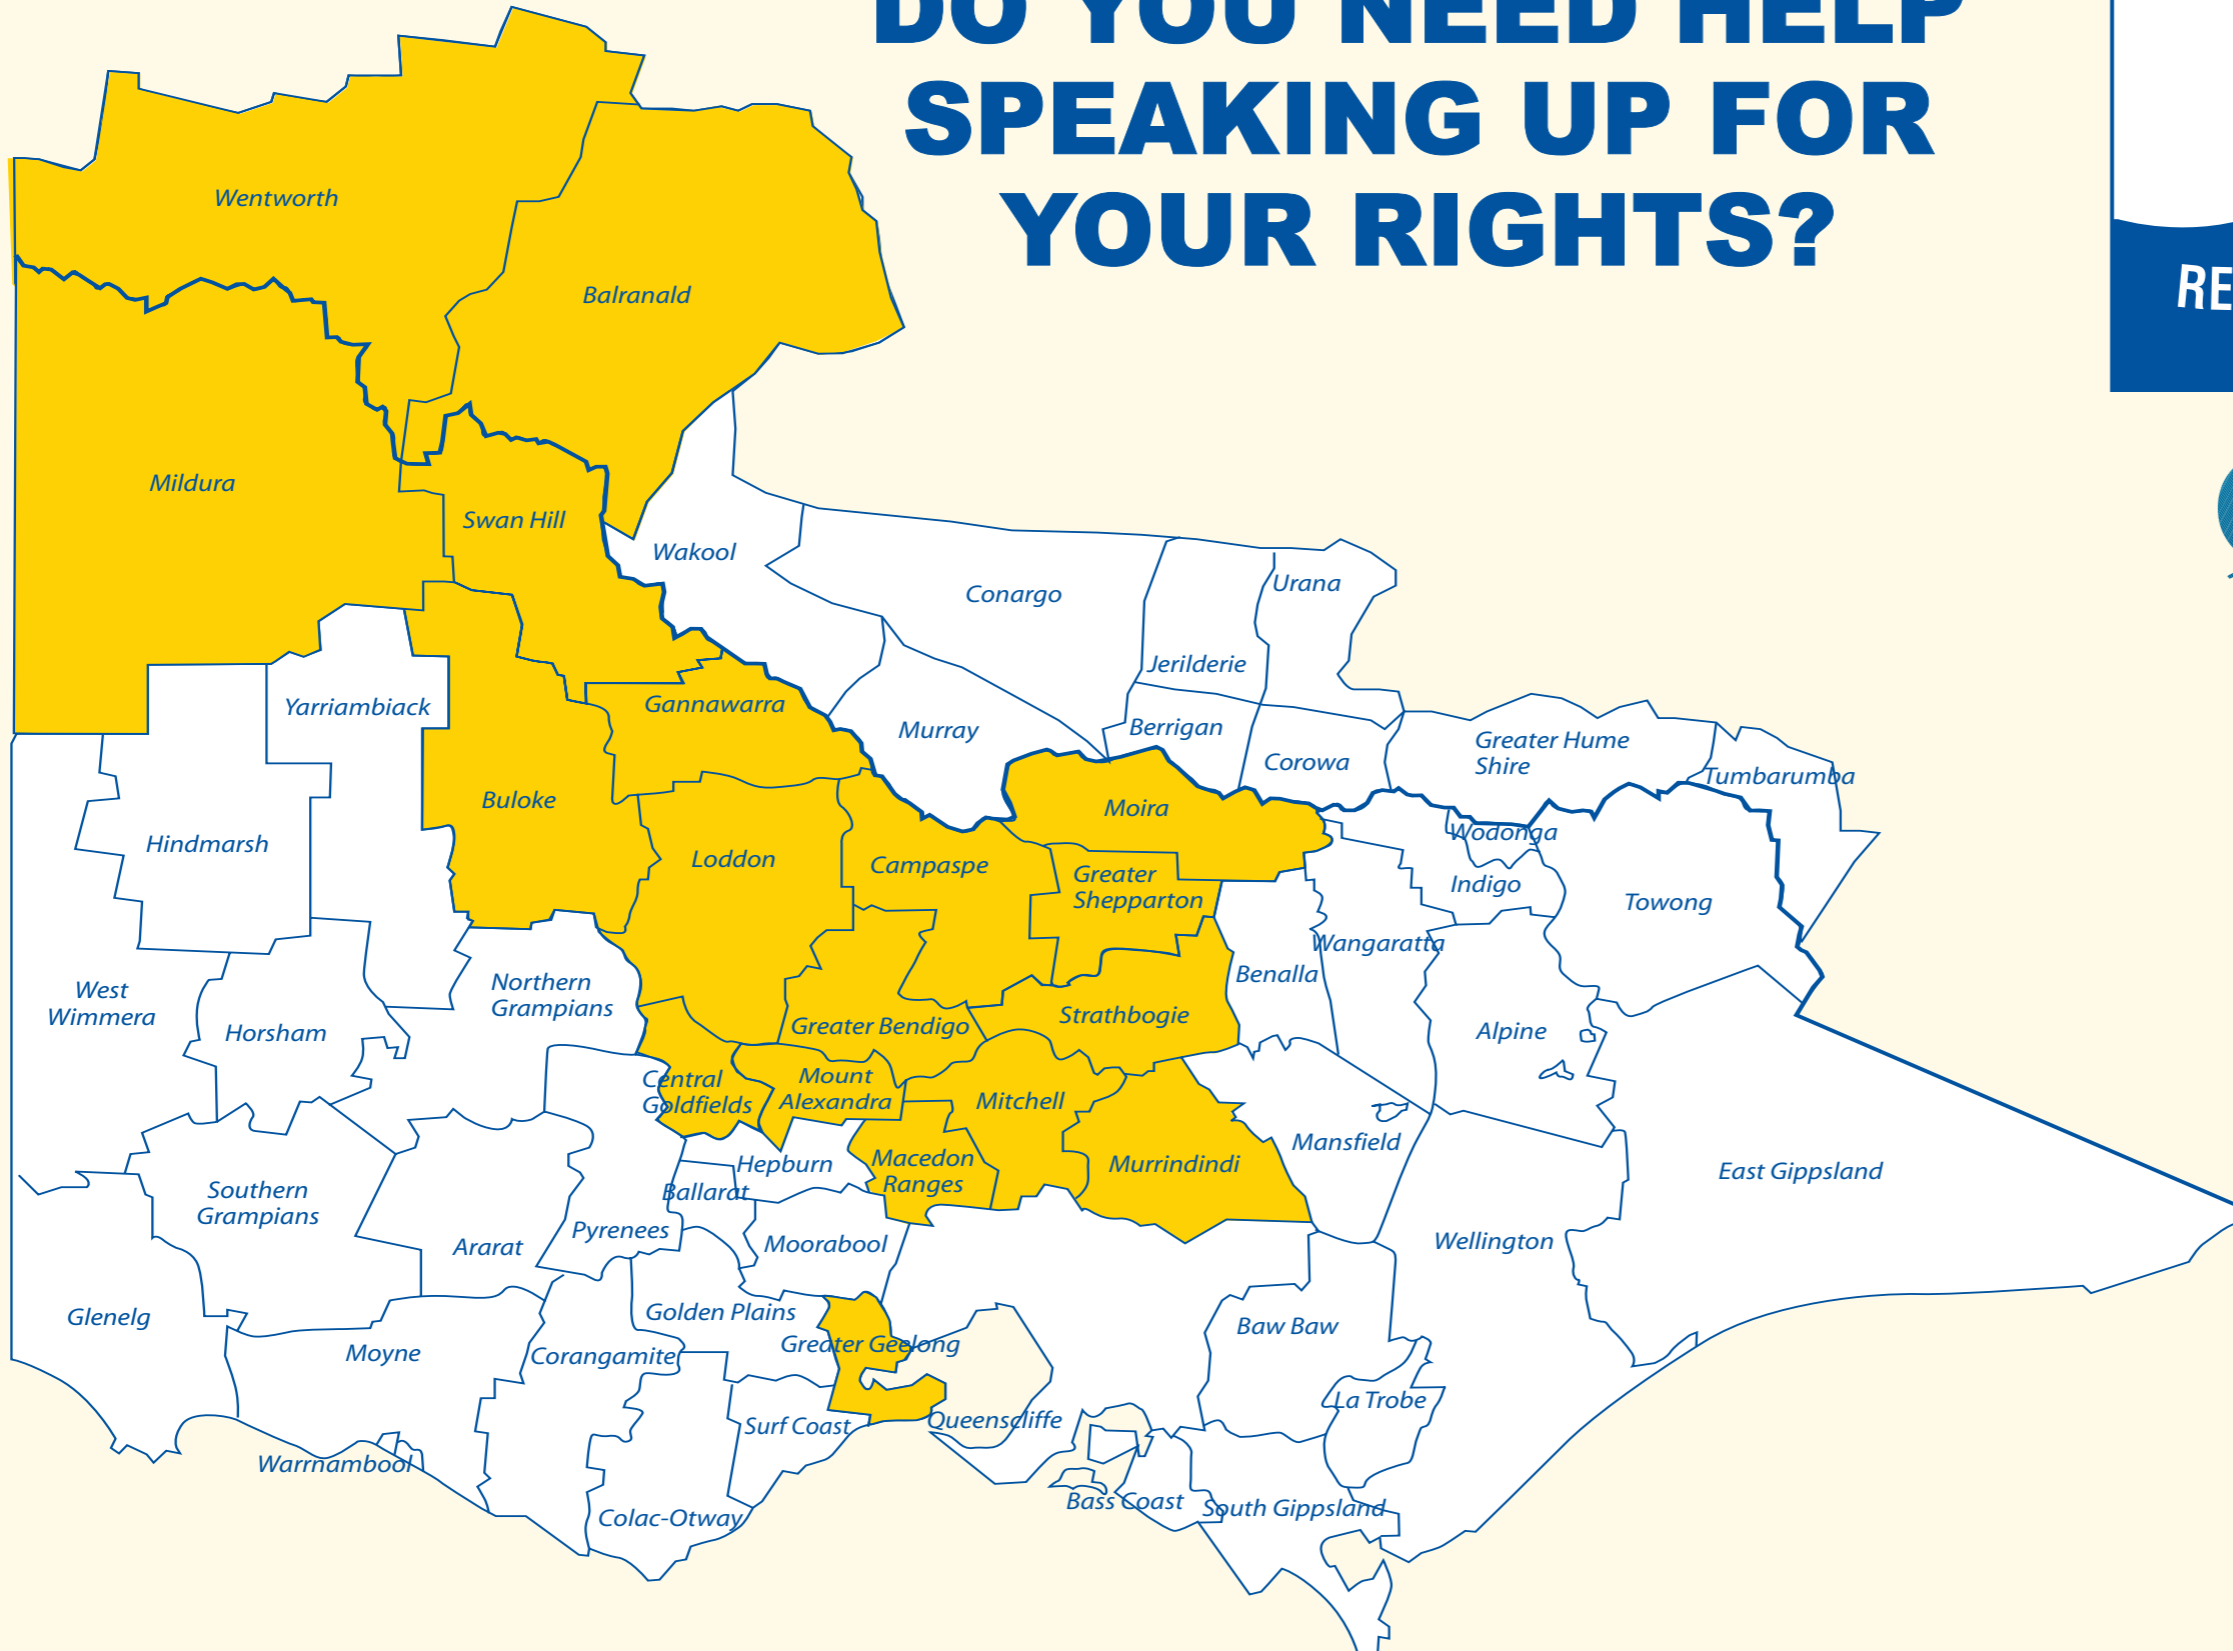 DO YOU NEED HELP
SPEAKING UP FOR
YOUR RIGHTS?
RE
Wentworth
Balranald
Mildura
Swan Hill
Wakool
Conargo
Urana
Jerilderie
Yarriambiack
Gannawarra
Murray
Berrigan
Corowa
Greater Hume
Shire
Tumbarumba
Buloke
Moira
Wodonga
Hindmarsh
Loddon
Campaspe
Greater
Shepparton
Indigo
Towong
Wangaratta
Benalla
West
Wimmera
Northern
Grampians
Horsham
Greater Bendigo
Strathbogie
Alpine
Central
Goldfields
Mount
Alexandra
Mitchell
Mansfield
Hepburn
Macedon
Ranges
Murrindindi
East Gippsland
Southern
Grampians
Ballarat
Pyrenees
Ararat
Moorabool
Wellington
Glenelg
Golden Plains
Baw Baw
Greater Geelong
Moyne
Corangamite
La Trobe
Surf Coast
Queenscliffe
Warrnambool
Bass Coast
South Gippsland
Colac-Otway